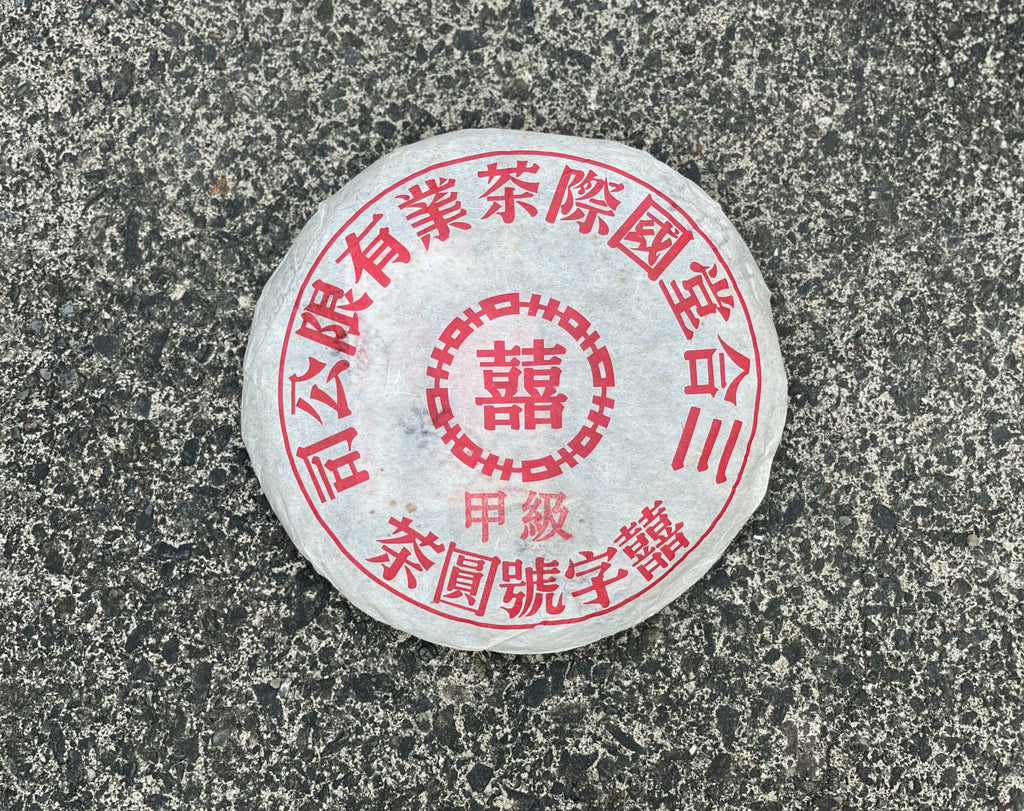 三合堂國際茶業有限公司
囍
甲級
囍字號圓茶